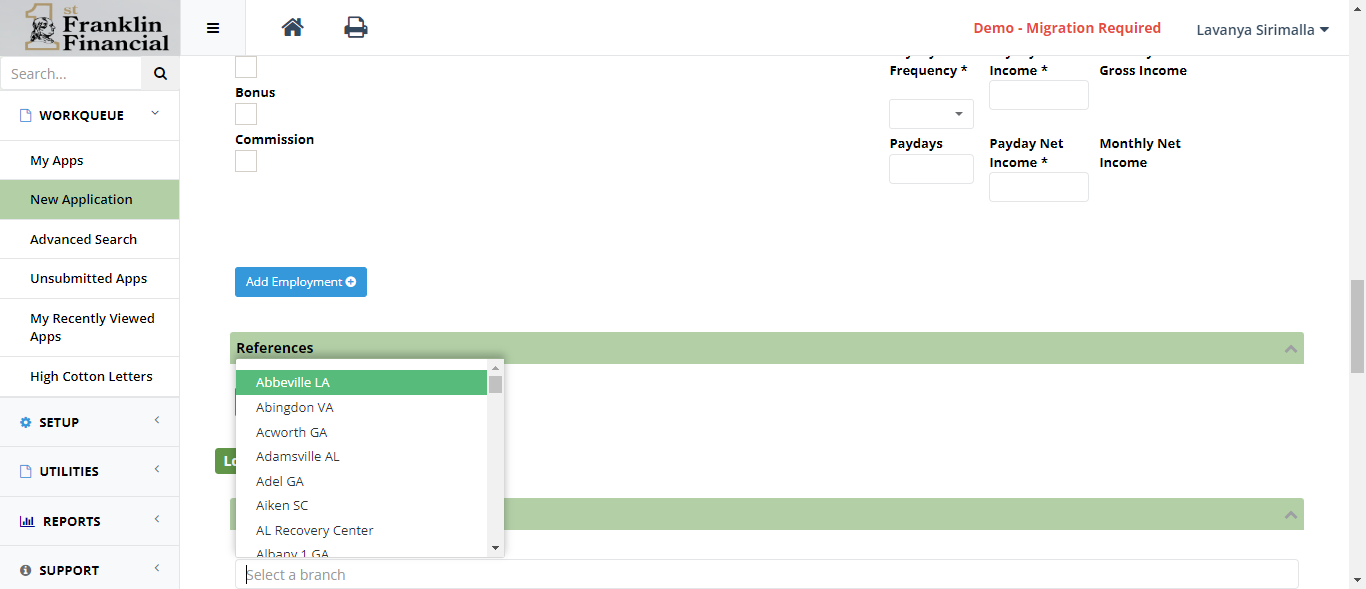 1st Franklin Financial
Demo - Migration Required
Lavanya Sirimalla
Search...
WORKQUEUE
My Apps
New Application
Advanced Search
Unsubmitted Apps
My Recently Viewed
Apps
High Cotton Letters
SETUP
UTILITIES
REPORTS
SUPPORT
Bonus
Commission
Frequency *
Income *
Gross Income
Paydays
Payday Net
Income *
Monthly Net
Income
Add Employment
References
Abbeville LA
Abingdon VA
Acworth GA
Adamsville AL
Adel GA
Aiken SC
AL Recovery Center
Albany 1 GA
Lo
Select a branch